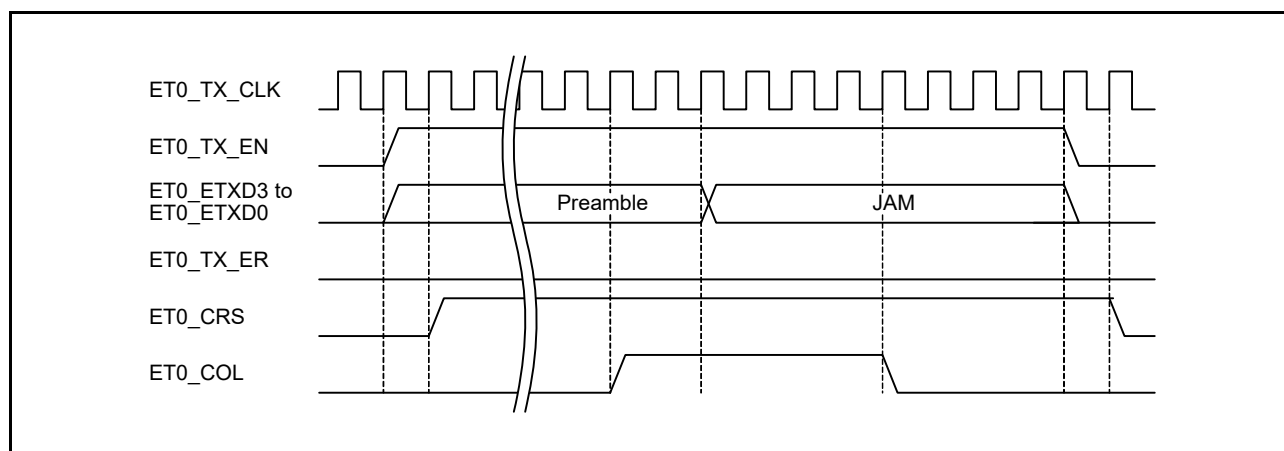 ET0_TX_CLK
ET0_TX_EN
ET0_ETXD3 to
ET0_ETXD0
Preamble
JAM
ET0_TX_ER
ET0_CRS
ET0_COL